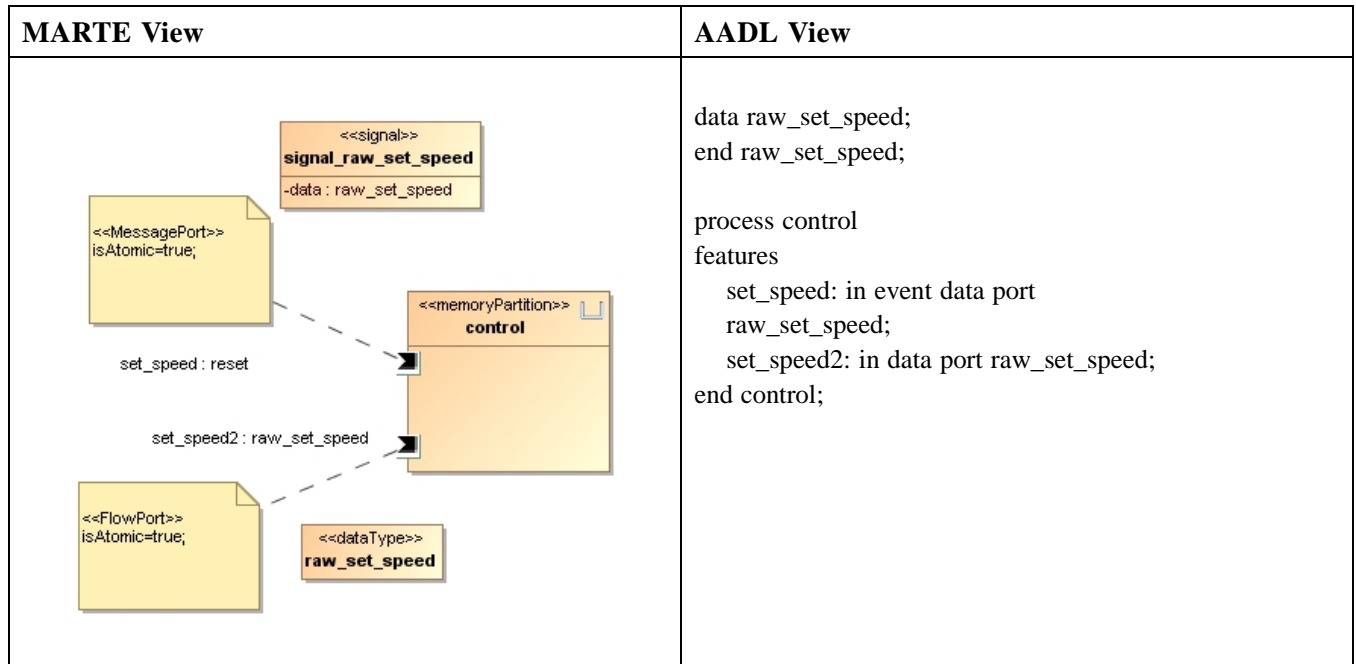 MARTE View
AADL View
<<signal>>
signal_raw_set_speed
-data : raw_set_speed
<<MessagePort>>
isAtomic=true;
<<memoryPartition>>
control
set_speed : reset
set_speed2 : raw_set_speed
<<FlowPort>>
isAtomic=true;
<<dataType>>
raw_set_speed
data raw_set_speed;
end raw_set_speed;
process control
features
set_speed: in event data port
raw_set_speed;
set_speed2: in data port raw_set_speed;
end control;